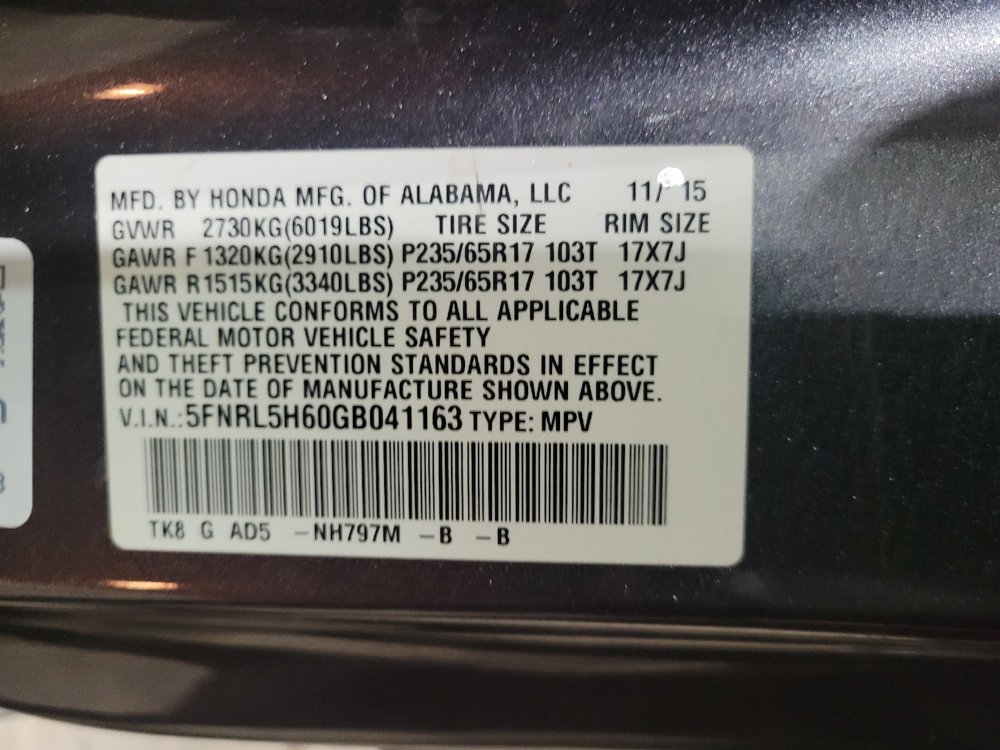 MFD. BY HONDA MFG. OF ALABAMA, LLC 11/ 15
GVWR 2730KG(6019LBS) TIRE SIZE RIM SIZE
GAWR F 1320KG(2910LBS) P235/65R17 103T 17X7J
GAWR R1515KG(3340LBS) P235/65R17 103T 17X7J
THIS VEHICLE CONFORMS TO ALL APPLICABLE
FEDERAL MOTOR VEHICLE SAFETY
AND THEFT PREVENTION STANDARDS IN EFFECT
ON THE DATE OF MANUFACTURE SHOWN ABOVE.
V.I.N.:5FNRL5H60GB041163 TYPE: MPV
TK8 G AD5 -NH797M -B -B